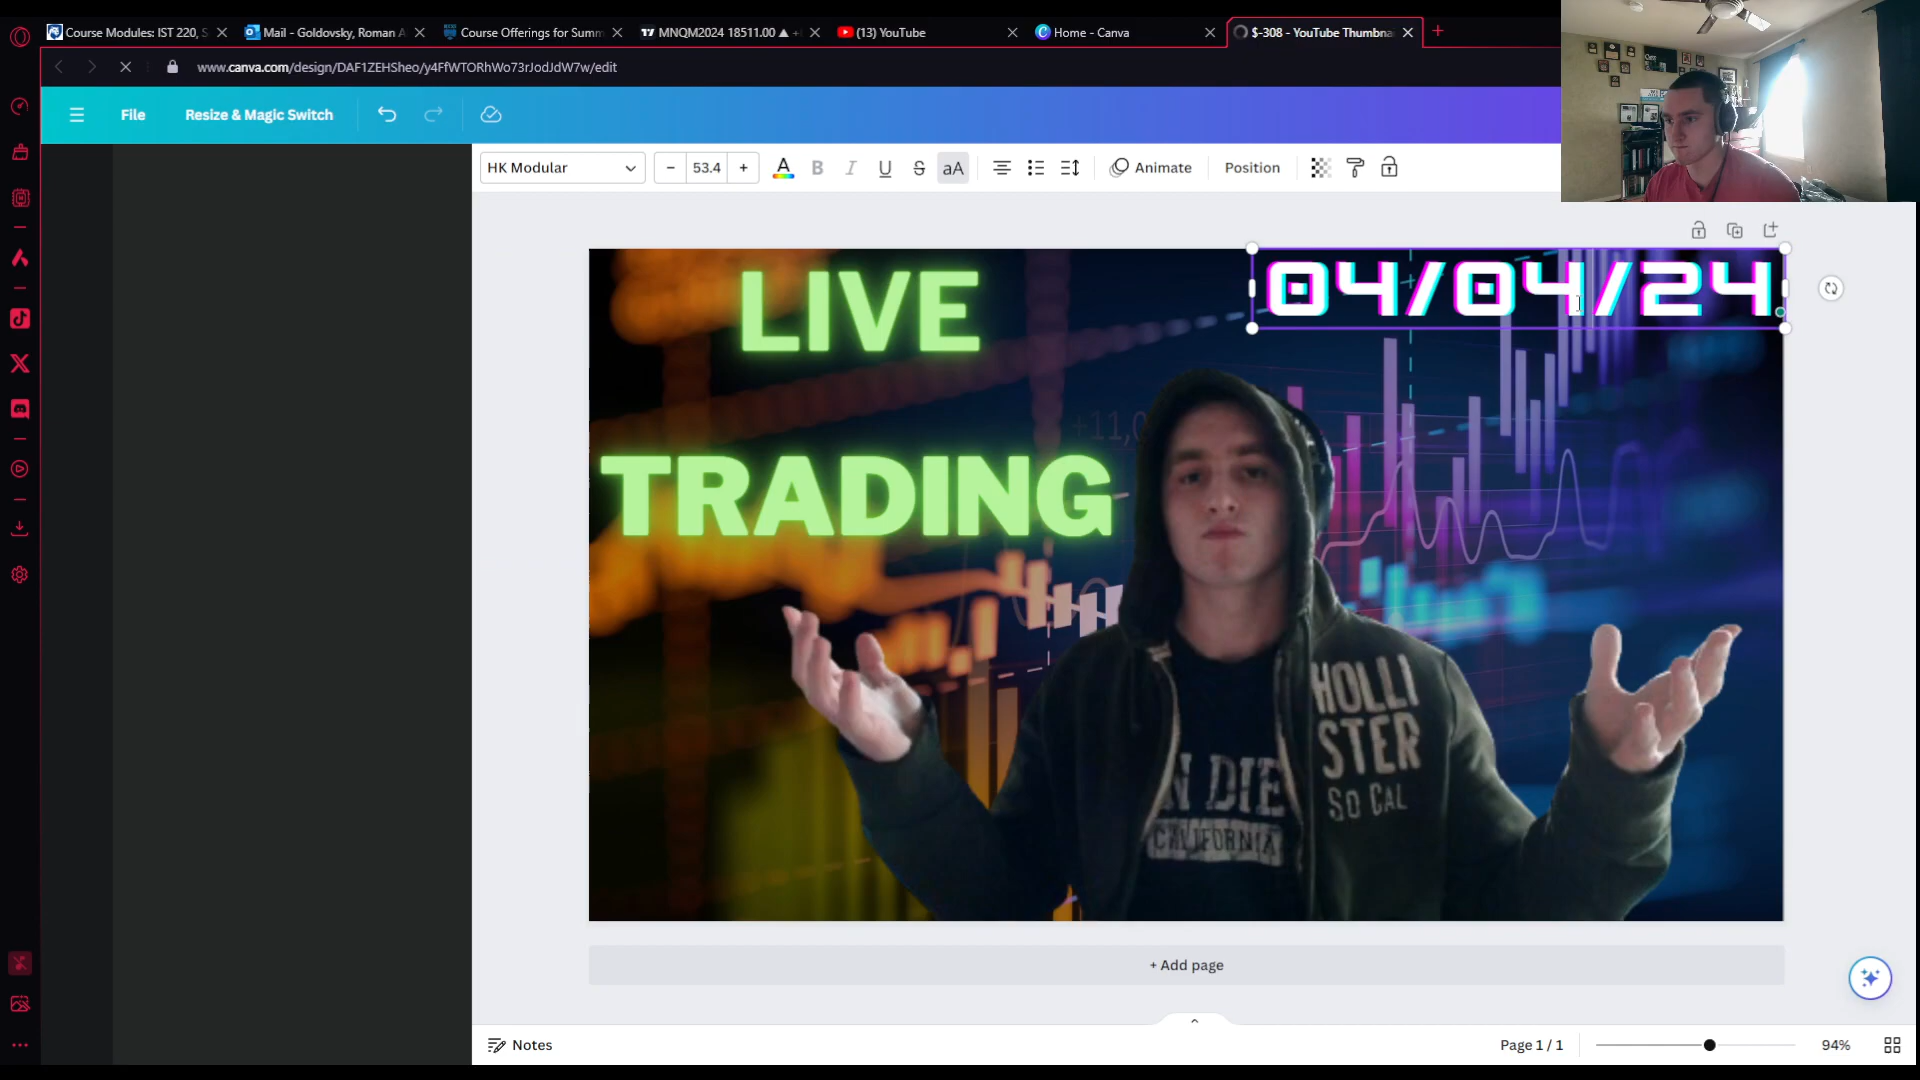 Course Modules: IST 220, S
Mail - Goldovsky, Roman A
Course Offerings for Summ
MNQM2024 18511.00
(13) YouTube
Home - Canva
$-308 - YouTube Thumbna
www.canva.com/design/DAF1ZEHSheo/y4FfWTORhWo73rJodJdW7w/edit
File
Resize & Magic Switch
HK Modular
53.4
A
B
I
U
S
aA
Animate
Position
LIVE
04/04/24
TRADING
HOLLI
STER
SO CAL
N DIE
CALIFORNIA
+ Add page
Notes
Page 1 / 1
94%